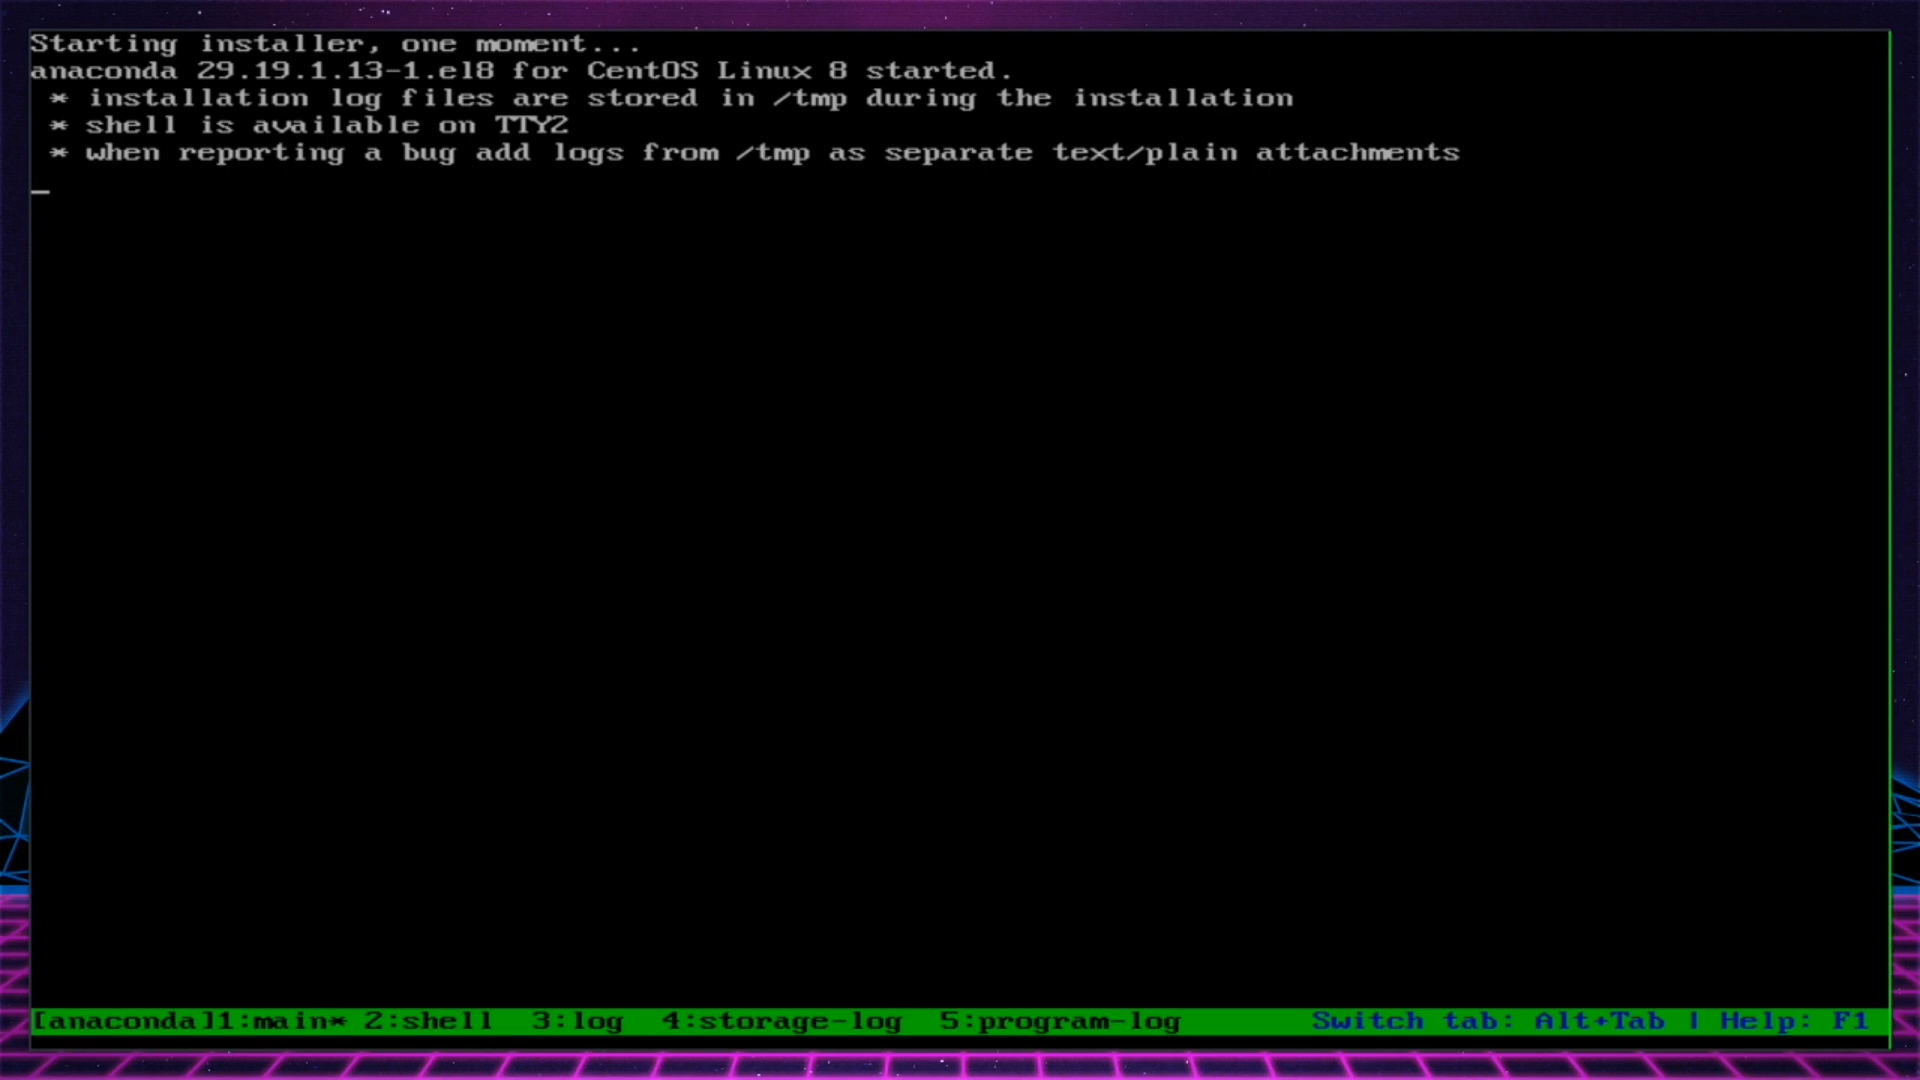 Starting installer, one moment...
anaconda 29.19.1.13-1.el8 for CentOS Linux 8 started.
 * installation log files are stored in /tmp during the installation
 * shell is available on TTY2
 * when reporting a bug add logs from /tmp as separate text/plain attachments
[anaconda]1:main* 2:shell  3:log  4:storage-log  5:program-log       Switch tab: Alt+Tab | Help: F1